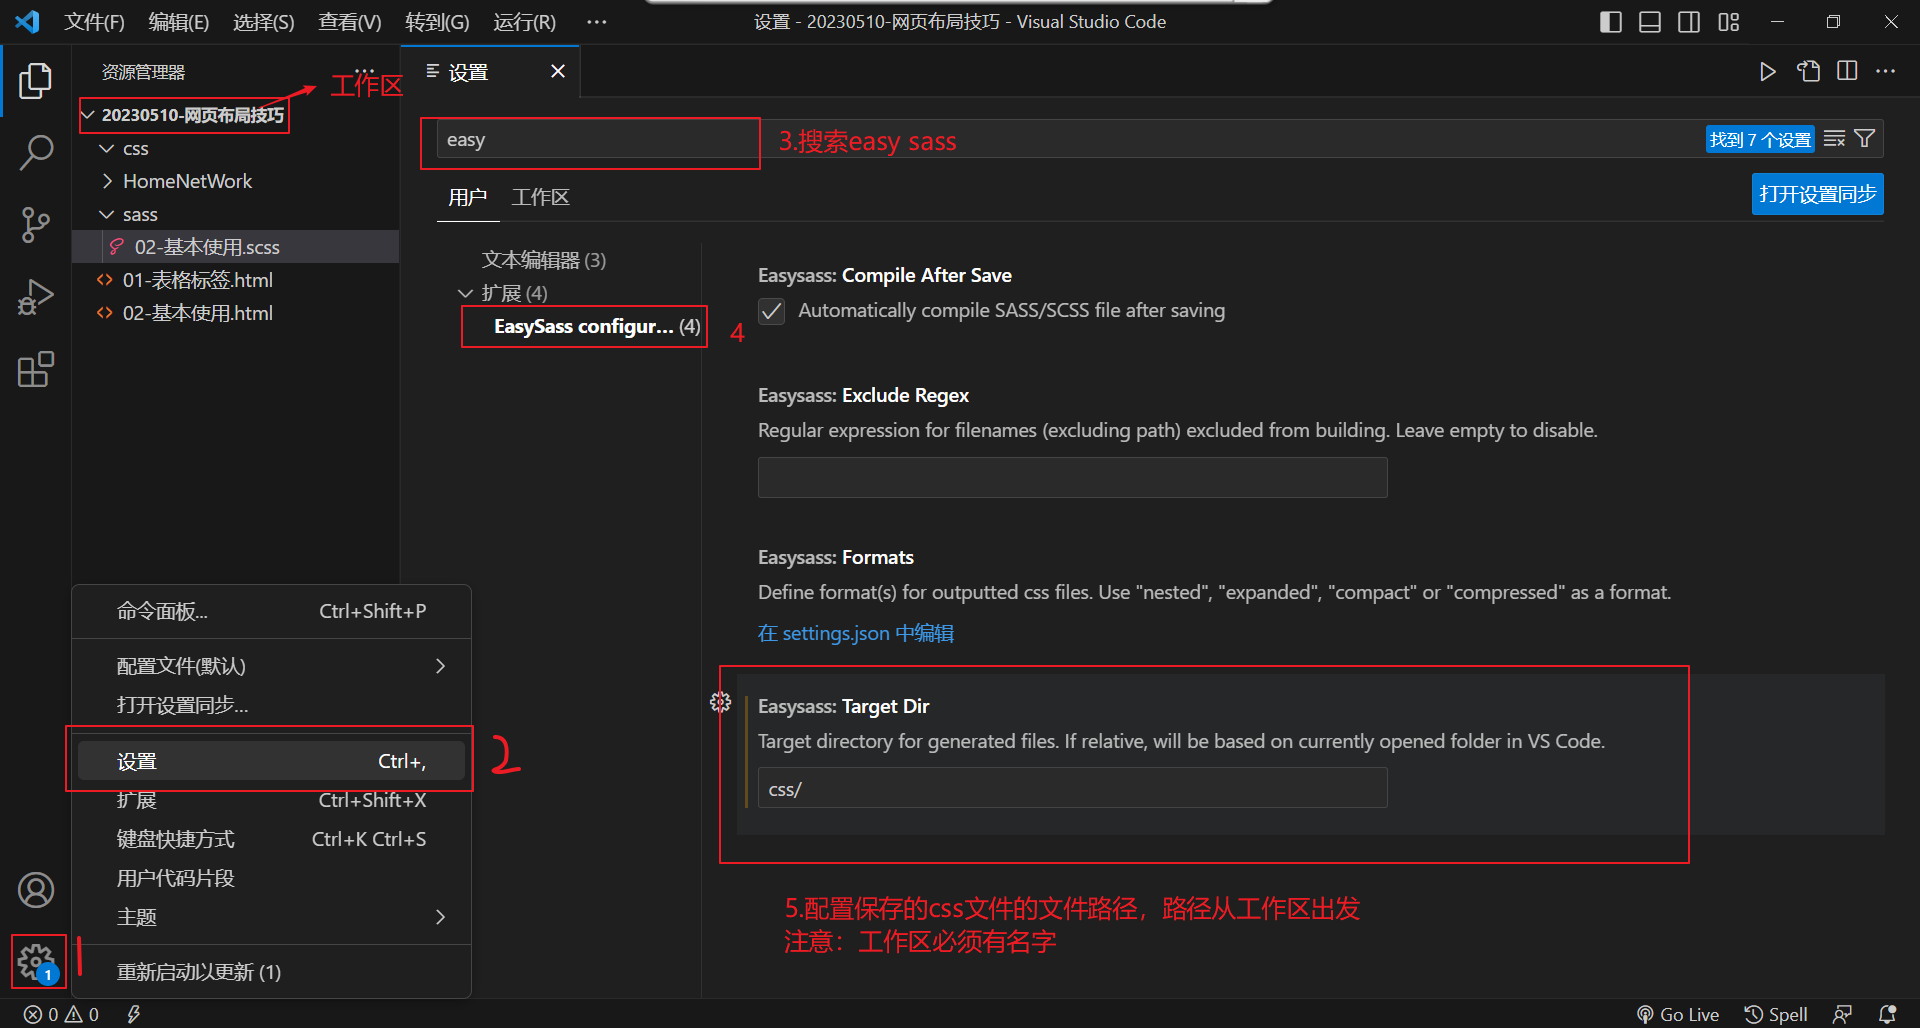 文件(F) 编辑(E) 选择(S) 查看(V) 转到(G) 运行(R) ··· 设置 - 20230510-网页布局技巧 - Visual Studio Code
资源管理器 ···
工作区
设置
20230510-网页布局技巧
css
HomeNetWork
sass
02-基本使用.scss
01-表格标签.html
02-基本使用.html
easy
3.搜索easy sass
找到 7 个设置
用户 工作区
打开设置同步
文本编辑器 (3)
扩展 (4)
EasySass configur... (4)
4
Easysass: Compile After Save
Automatically compile SASS/SCSS file after saving
Easysass: Exclude Regex
Regular expression for filenames (excluding path) excluded from building. Leave empty to disable.
Easysass: Formats
Define format(s) for outputted css files. Use "nested", "expanded", "compact" or "compressed" as a format.
在 settings.json 中编辑
Easysass: Target Dir
Target directory for generated files. If relative, will be based on currently opened folder in VS Code.
css/
5.配置保存的css文件的文件路径，路径从工作区出发
注意：工作区必须有名字
命令面板... Ctrl+Shift+P
配置文件(默认)
打开设置同步...
设置 Ctrl+,
2
扩展 Ctrl+Shift+X
键盘快捷方式 Ctrl+K Ctrl+S
用户代码片段
主题
重新启动以更新 (1)
1
1
0 0
Go Live Spell